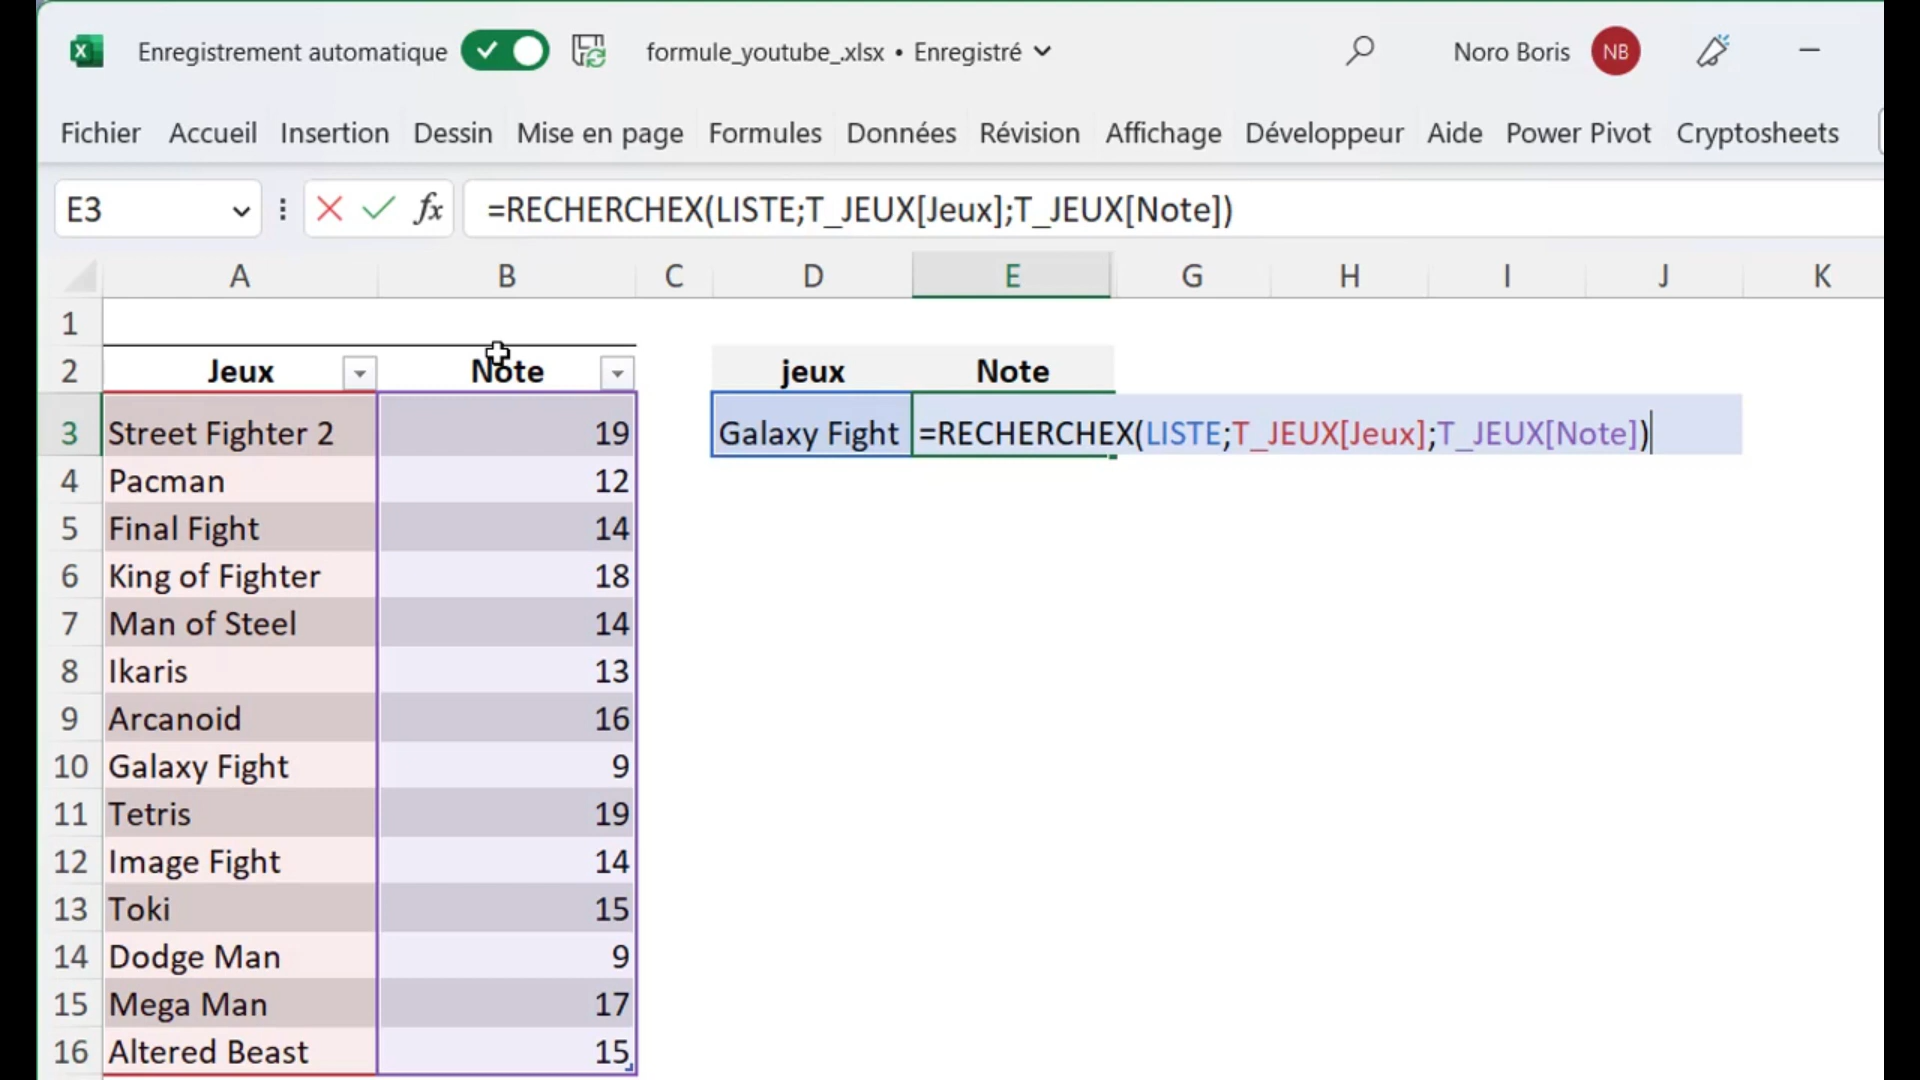 Enregistrement automatique formule_youtube_.xlsx • Enregistré Noro Boris NB
Fichier Accueil Insertion Dessin Mise en page Formules Données Révision Affichage Développeur Aide Power Pivot Cryptosheets
E3 fx =RECHERCHEX(LISTE;T_JEUX[Jeux];T_JEUX[Note])
A B C D E G H I J K
1
2 Jeux Note jeux Note
3 Street Fighter 2 19 Galaxy Fight =RECHERCHEX(LISTE;T_JEUX[Jeux];T_JEUX[Note])
4 Pacman 12
5 Final Fight 14
6 King of Fighter 18
7 Man of Steel 14
8 Ikaris 13
9 Arcanoid 16
10 Galaxy Fight 9
11 Tetris 19
12 Image Fight 14
13 Toki 15
14 Dodge Man 9
15 Mega Man 17
16 Altered Beast 15